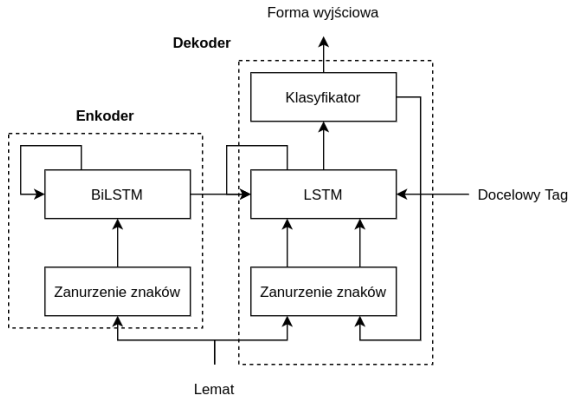 Forma wyjściowa
Dekoder
Klasyfikator
Enkoder
BiLSTM
LSTM
Docelowy Tag
Zanurzenie znaków
Zanurzenie znaków
Lemat